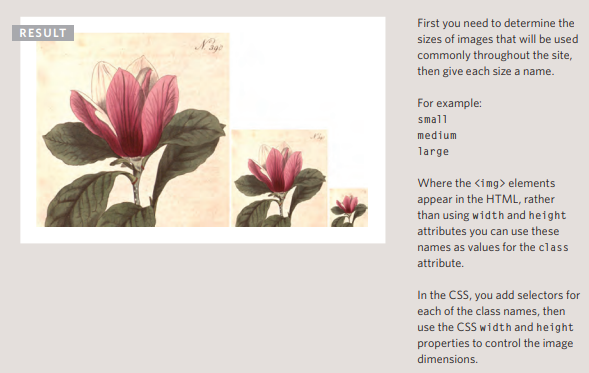 RESULT
Nº 390
First you need to determine the
sizes of images that will be used
commonly throughout the site,
then give each size a name.
For example:
small
medium
large
Where the <img> elements
appear in the HTML, rather
than using width and height
attributes you can use these
names as values for the class
attribute.
In the CSS, you add selectors for
each of the class names, then
use the CSS width and height
properties to control the image
dimensions.